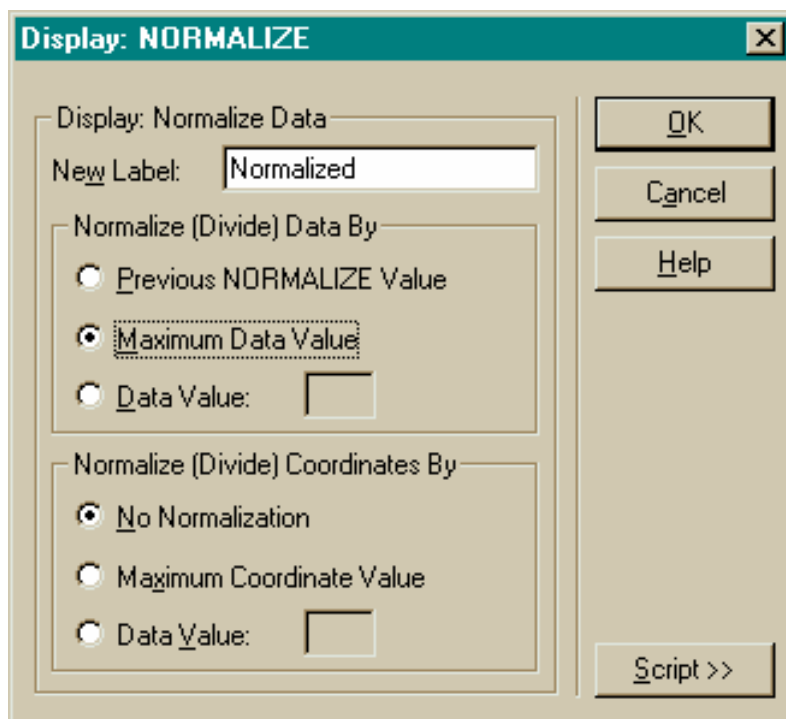 Display: NORMALIZE
Display: Normalize Data
New Label: Normalized
Normalize (Divide) Data By
Previous NORMALIZE Value
Maximum Data Value
Data Value:
Normalize (Divide) Coordinates By
No Normalization
Maximum Coordinate Value
Data Value:
OK
Cancel
Help
Script >>